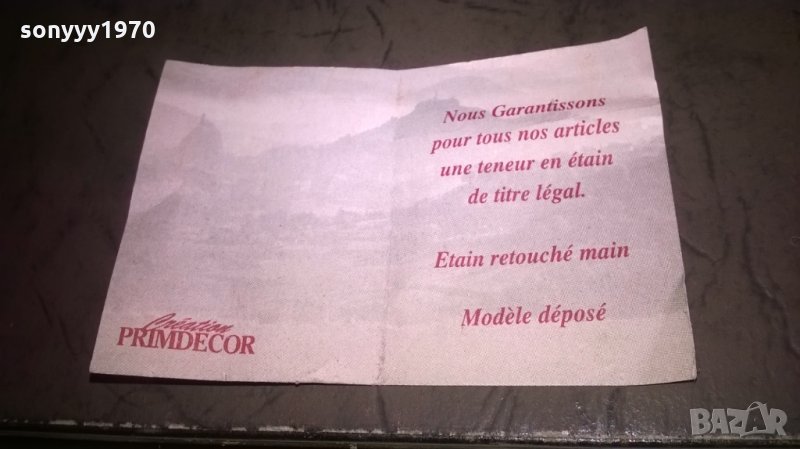 sonyyy1970
Nous Garantissons
pour tous nos articles
une teneur en étain
de titre légal.
Etain retouché main
Modèle déposé
Création
PRIMDECOR
BAZAR